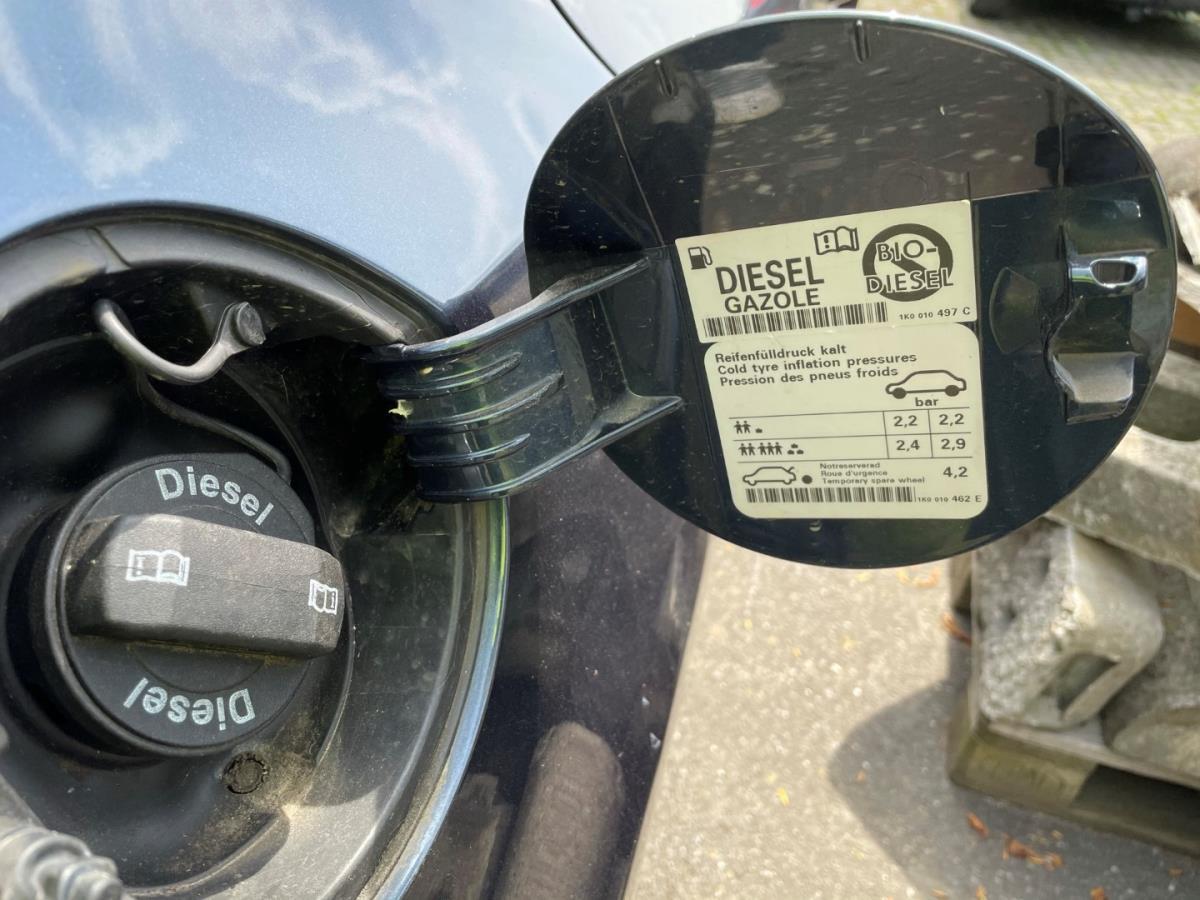 DIESEL
GAZOLE
BIO-
DIESEL
1K0 010 497 C
Reifenfülldruck kalt
Cold tyre inflation pressures
Pression des pneus froids
bar
2,2 2,2
2,4 2,9
Notreserverad
Roue d'urgence
Temporary spare wheel
4,2
1K0 010 462 E
Diesel
Diesel